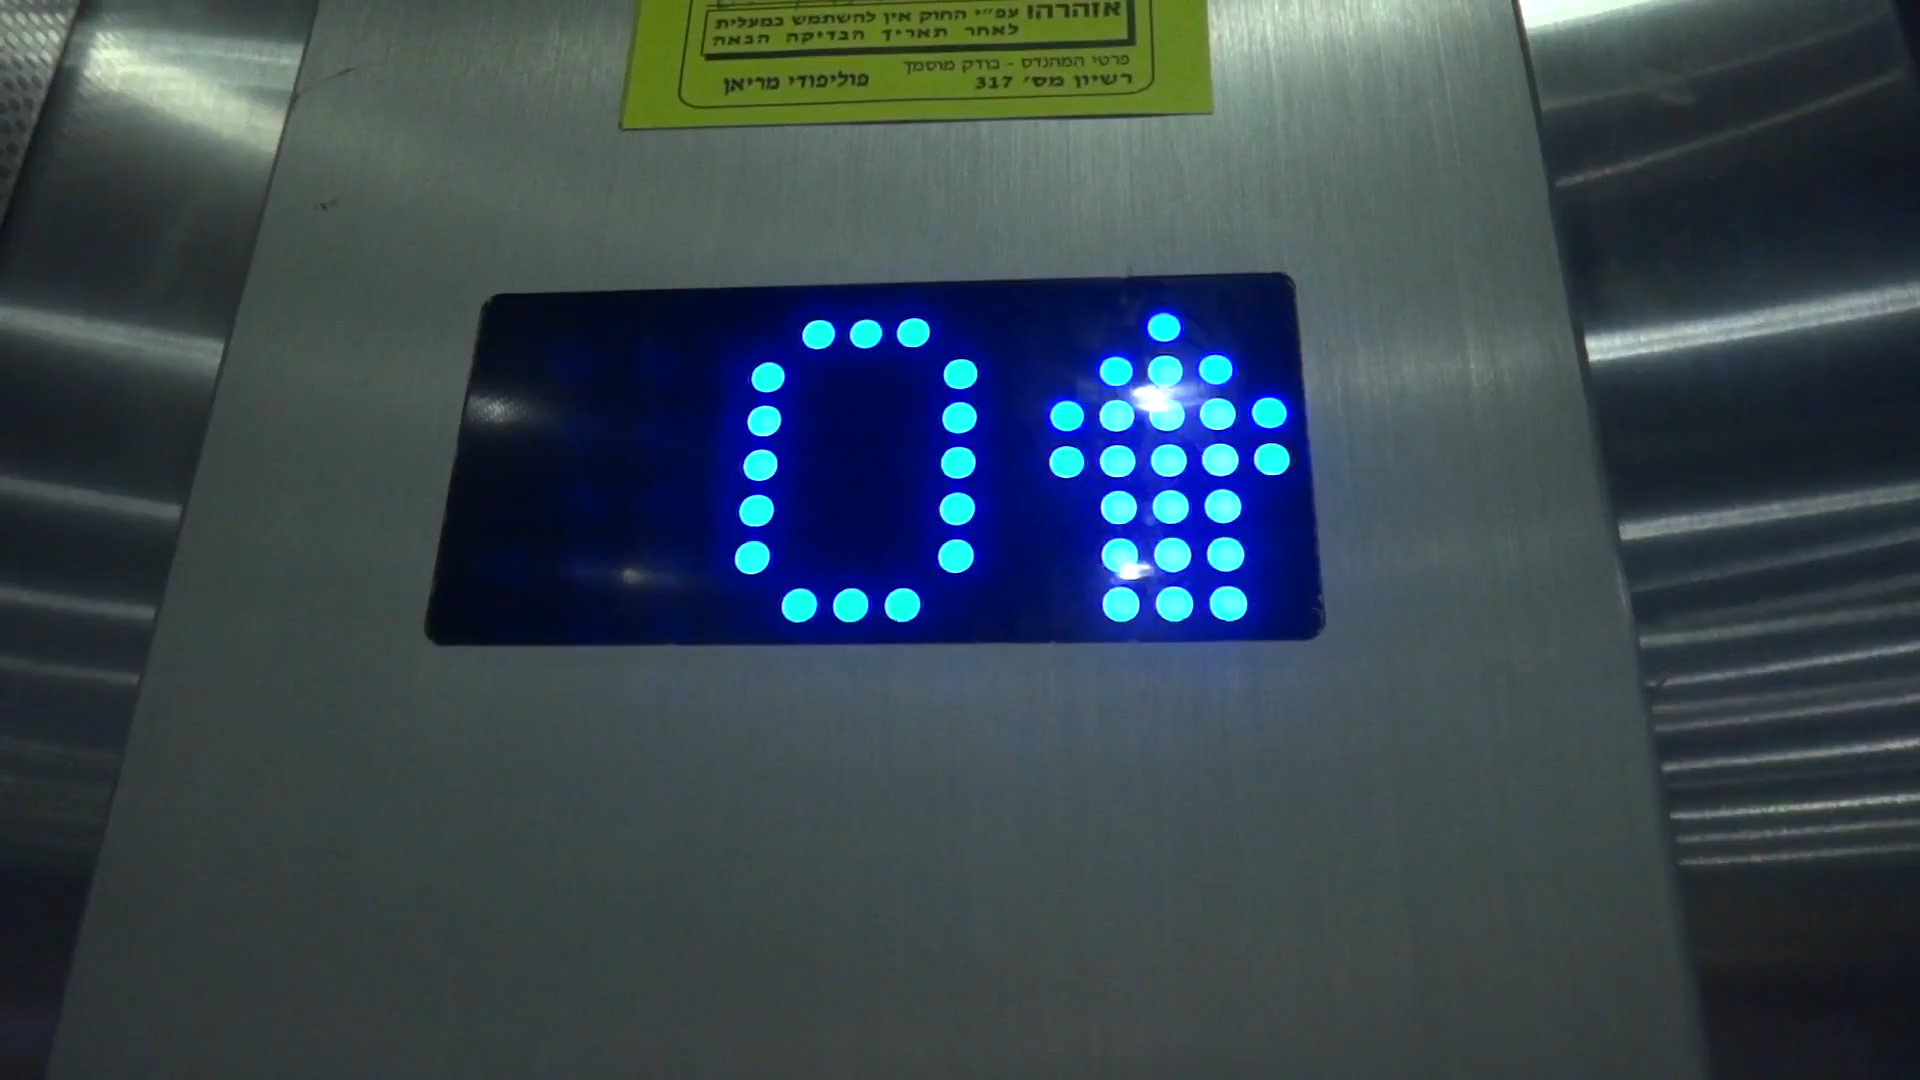 אזהרה! עפ״י החוק אין להשתמש במעלית
לאחר תאריך הבדיקה הבאה
פרטי המהנדס - בודק מוסמך
רשיון מס׳ 317 פוליפודי מריאן
0